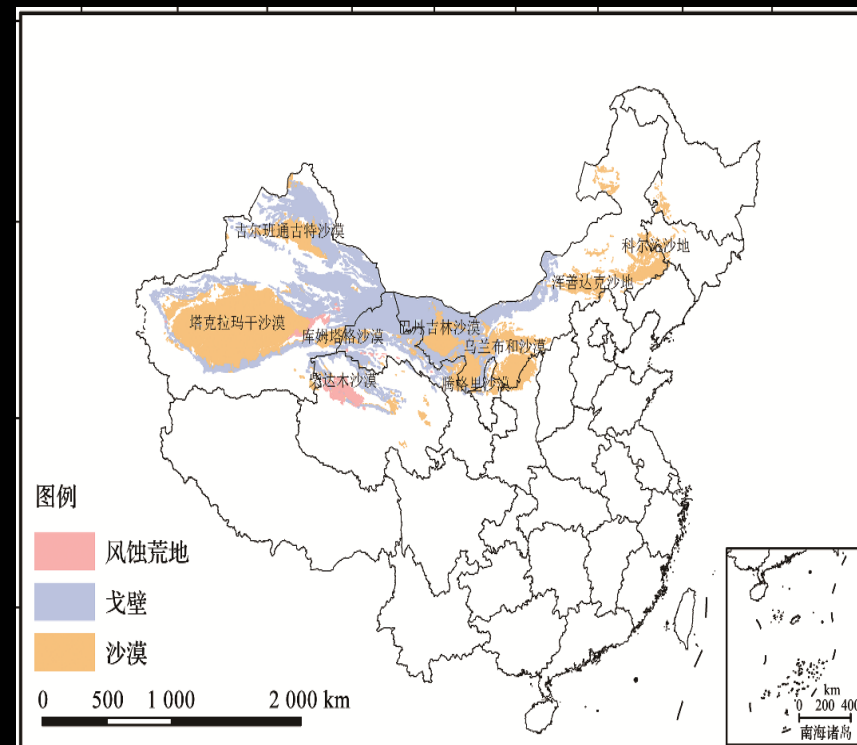 古尔班通古特沙漠
科尔沁沙地
浑善达克沙地
塔克拉玛干沙漠
库姆塔格沙漠
巴丹吉林沙漠
乌兰布和沙漠
柴达木沙漠
腾格里沙漠
图例
风蚀荒地
戈壁
沙漠
0 500 1 000 2 000 km
km
0 200 400
南海诸岛